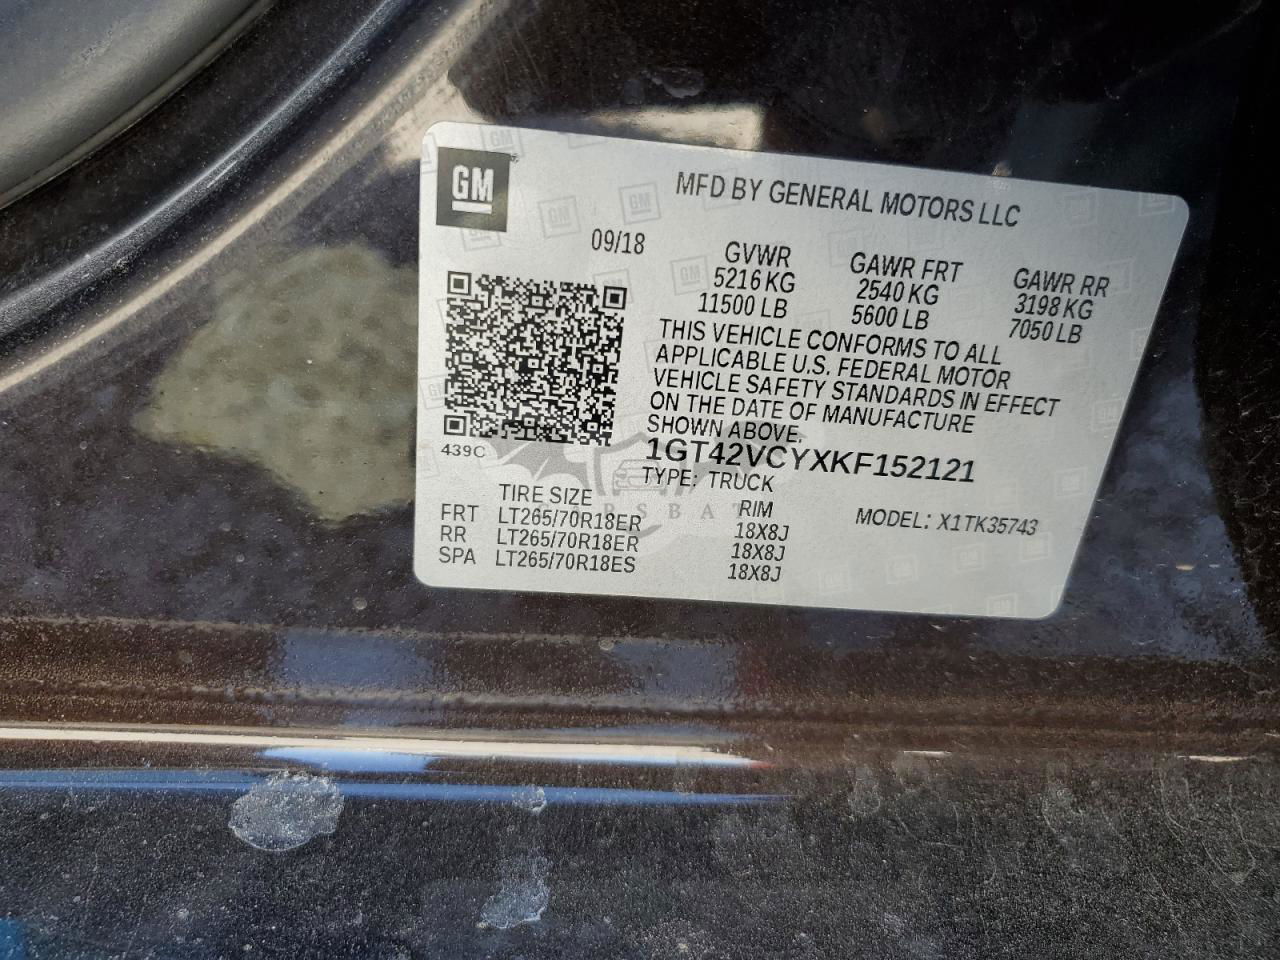 GM
MFD BY GENERAL MOTORS LLC
09/18
GVWR GAWR FRT GAWR RR
5216 KG 2540 KG 3198 KG
11500 LB 5600 LB 7050 LB
THIS VEHICLE CONFORMS TO ALL
APPLICABLE U.S. FEDERAL MOTOR
VEHICLE SAFETY STANDARDS IN EFFECT
ON THE DATE OF MANUFACTURE
SHOWN ABOVE.
439C
1GT42VCYXKF152121
TYPE: TRUCK
MODEL: X1TK35743
TIRE SIZE RIM
FRT LT265/70R18ER 18X8J
RR LT265/70R18ER 18X8J
SPA LT265/70R18ES 18X8J